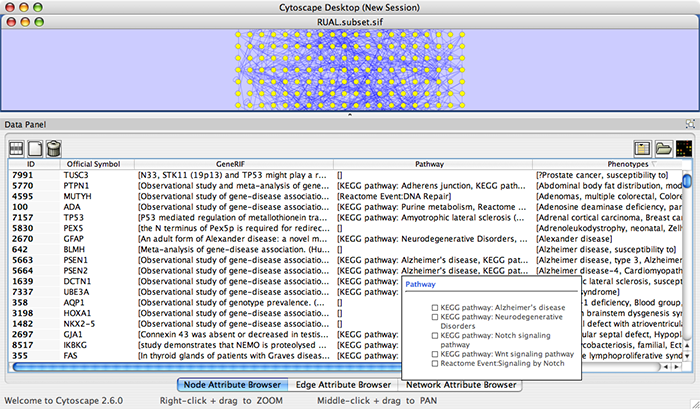 Cytoscape Desktop (New Session)
RUAL.subset.sif
Data Panel
ID Official Symbol GeneRIF Pathway Phenotypes
7991 TUSC3 [N33, STK11 (19p13) and TP53 might play a r... [] [?Prostate cancer, susceptibility to]
5770 PTPN1 [Observational study and meta-analysis of gene... [KEGG pathway: Adherens junction, KEGG path... [Abdominal body fat distribution, mod
4595 MUTYH [Observational study of gene-disease associatio... [Reactome Event:DNA Repair] [Adenomas, multiple colorectal, Colore
100 ADA [Observational study of gene-disease associatio... [KEGG pathway: Purine metabolism, Reactome ... [Adenosine deaminase deficiency, par
7157 TP53 [P53 mediated regulation of metallothionein tra... [KEGG pathway: Amyotrophic lateral sclerosis (... [Adrenal cortical carcinoma, Breast ca
5830 PEX5 [the N terminus of Pex5p is required for redirec... [] [Adrenoleukodystrophy, neonatal, Zell
2670 GFAP [An adult form of Alexander disease: a novel m... [KEGG pathway: Neurodegenerative Disorders, ... [Alexander disease]
642 BLMH [Meta-analysis of gene-disease association. (Hu... [] [Alzheimer disease, susceptibility to]
5663 PSEN1 [Observational study of gene-disease associatio... [KEGG pathway: Alzheimer's disease, KEGG pat... [Alzheimer disease, type 3, Alzheimer
5664 PSEN2 [Observational study of gene-disease associatio... [KEGG pathway: Alzheimer's disease, KEGG pat... [Alzheimer disease-4, Cardiomyopath
1639 DCTN1 [Observational study of gene-disease associatio... [KEGG path lateral sclerosis, suscep
7337 UBE3A [Observational study of gene-disease associatio... [KEGG path syndrome]
358 AQP1 [Observational study of genotype prevalence. (... [] -1 deficiency, Blood group,
3198 HOXA1 [Observational study of gene-disease associatio... [] brainstem dysgenesis syn
1482 NKX2-5 [Observational study of gene-disease associatio... [] defect with atrioventricula
2697 GJA1 [Connexin 43 was absent or decreased in testis... [KEGG path septal defect, Hypopl
8517 IKBKG [study demonstrates that NEMO is proteolysed ... [KEGG path cobacteriosis, familial, Ec
355 FAS [In thyroid glands of patients with Graves diseas... [KEGG path lymphoproliferative syndro
Pathway
KEGG pathway: Alzheimer's disease
KEGG pathway: Neurodegenerative
Disorders
KEGG pathway: Notch signaling
pathway
KEGG pathway: Wnt signaling pathway
Reactome Event:Signaling by Notch
Node Attribute Browser Edge Attribute Browser Network Attribute Browser
Welcome to Cytoscape 2.6.0 Right-click + drag to ZOOM Middle-click + drag to PAN